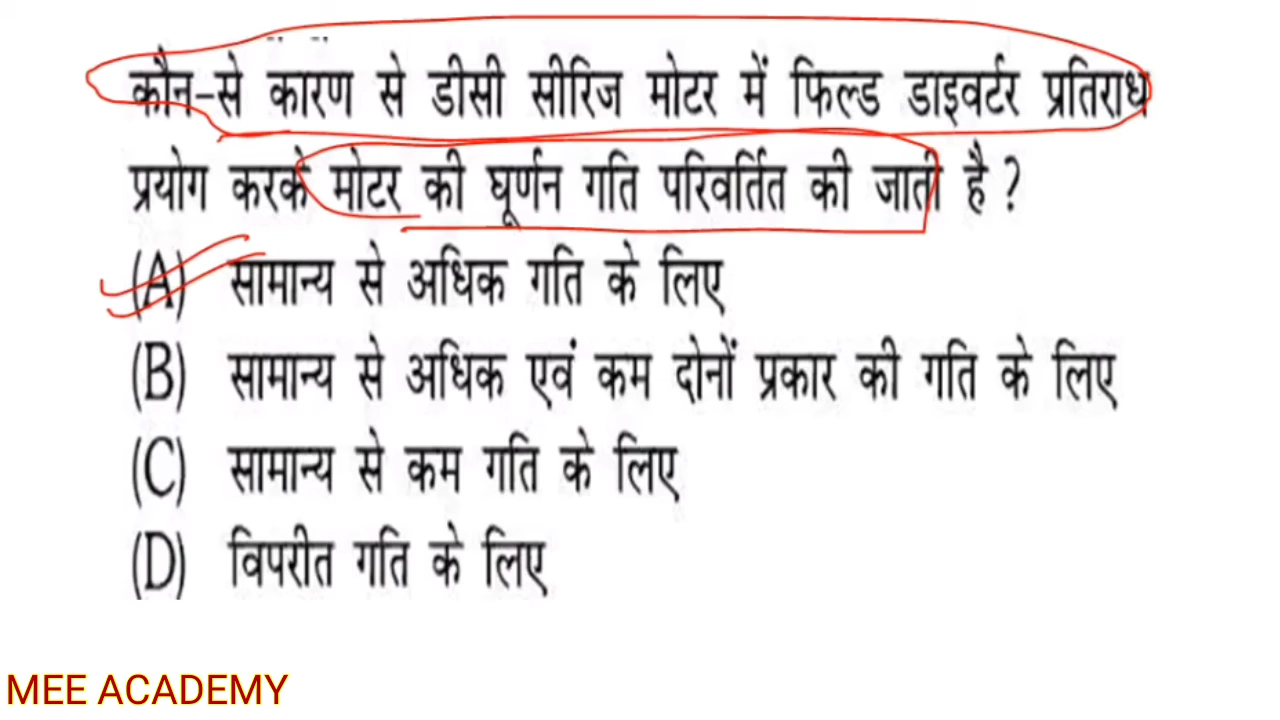 कौन-से कारण से डीसी सीरिज मोटर में फिल्ड डाइवर्टर प्रतिराध
प्रयोग करके मोटर की घूर्णन गति परिवर्तित की जाती है ?
(A) सामान्य से अधिक गति के लिए
(B) सामान्य से अधिक एवं कम दोनों प्रकार की गति के लिए
(C) सामान्य से कम गति के लिए
(D) विपरीत गति के लिए
MEE ACADEMY